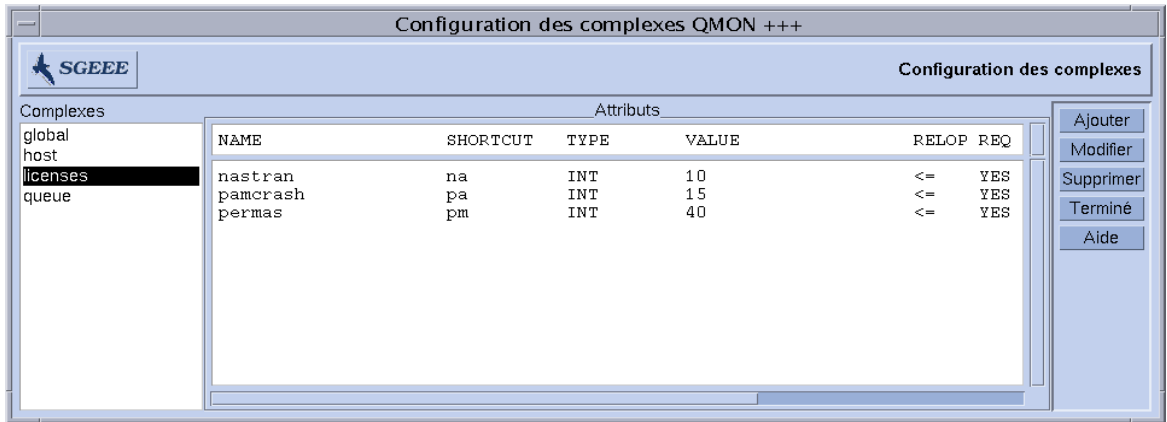 Configuration des complexes QMON +++
SGEEE
Configuration des complexes
Complexes
global
host
licenses
queue
Attributs
NAME SHORTCUT TYPE VALUE RELOP REQ
nastran na INT 10 <= YES
pamcrash pa INT 15 <= YES
permas pm INT 40 <= YES
Ajouter
Modifier
Supprimer
Terminé
Aide